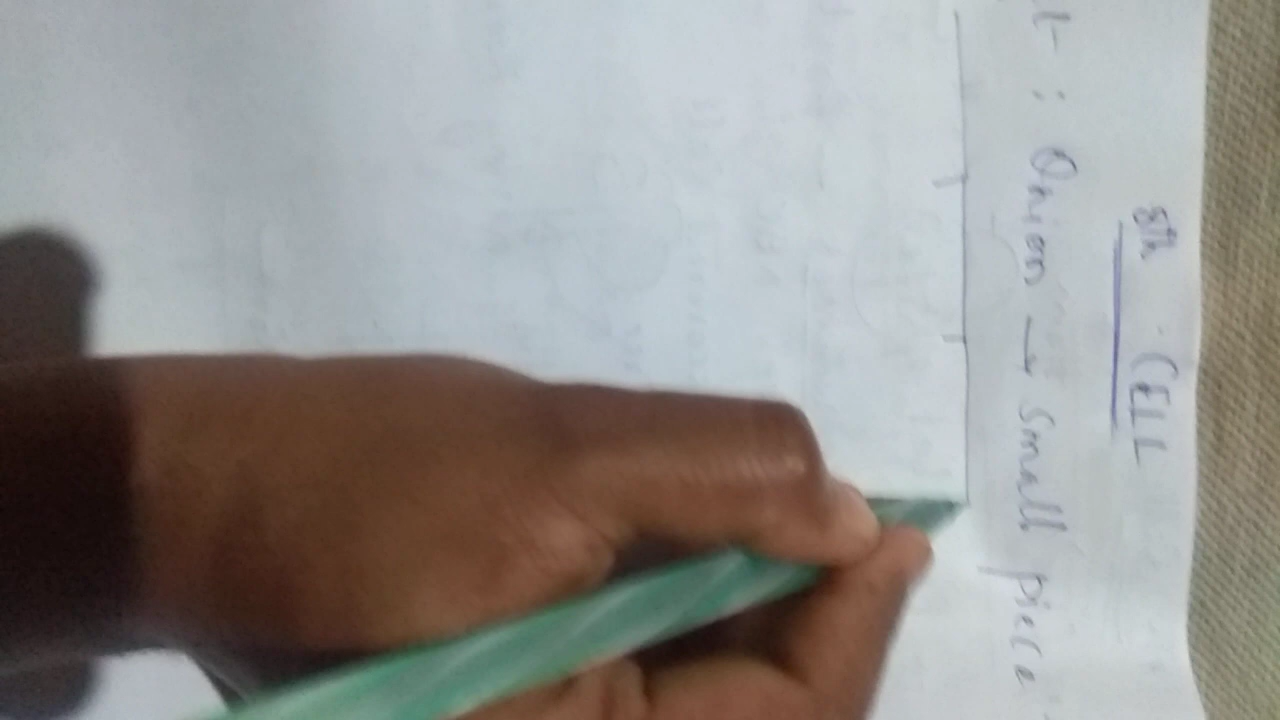 8th CELL
t- : Onion → Small piece